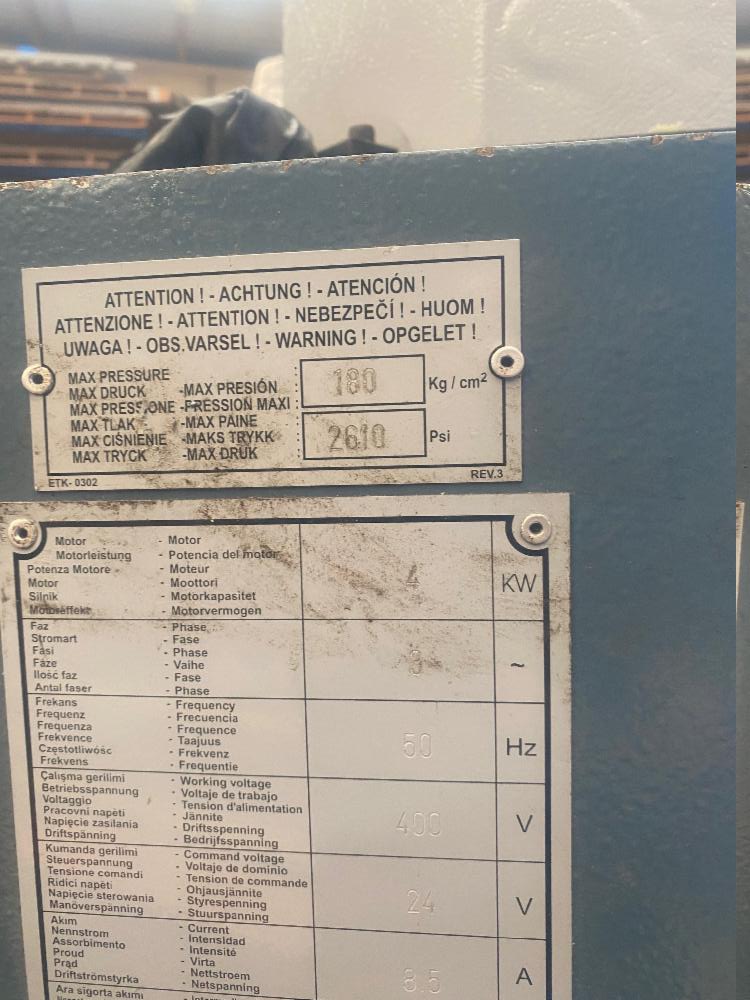 ATTENTION ! - ACHTUNG ! - ATENCIÓN !
ATTENZIONE ! - ATTENTION ! - NEBEZPEČÍ ! - HUOM !
UWAGA ! - OBS.VARSEL ! - WARNING ! - OPGELET !
MAX PRESSURE :
MAX DRUCK -MAX PRESIÓN : 180 Kg / cm²
MAX PRESSIONE -PRESSION MAXI :
MAX TLAK -MAX PAINE :
MAX CIŚNIENIE -MAKS TRYKK : 2610 Psi
MAX TRYCK -MAX DRUK :
ETK- 0302 REV.3
Motor - Motor
Motorleistung - Potencia del motor
Potenza Motore - Moteur
Motor - Moottori 4 KW
Silnik - Motorkapasitet
Motoreffekt - Motorvermogen
Faz - Phase
Stromart - Fase
Fasi - Phase
Fáze - Vaihe 3 ~
Ilość faz - Fase
Antal faser - Phase
Frekans - Frequency
Frequenz - Frecuencia
Frequenza - Frequence
Frekvence - Taajuus 50 Hz
Częstotliwość - Frekvenz
Frekvens - Frequentie
Çalışma gerilimi - Working voltage
Betriebsspannung - Voltaje de trabajo
Voltaggio - Tension d'alimentation
Pracovni napèti - Jännite 400 V
Napięcie zasilania - Driftsspenning
Driftspänning - Bedrijfsspanning
Kumanda gerilimi - Command voltage
Steuerspannung - Voltaje de dominio
Tensione comandi - Tension de commande
Ridici napèti - Ohjausjännite 24 V
Napięcie sterowania - Styrespenning
Manöverspänning - Stuurspanning
Akım - Current
Nennstrom - Intensidad
Assorbimento - Intensité
Proud - Virta 8.5 A
Prąd - Nettstroem
Driftströmstyrka - Netspanning
Ara sigorta akımı